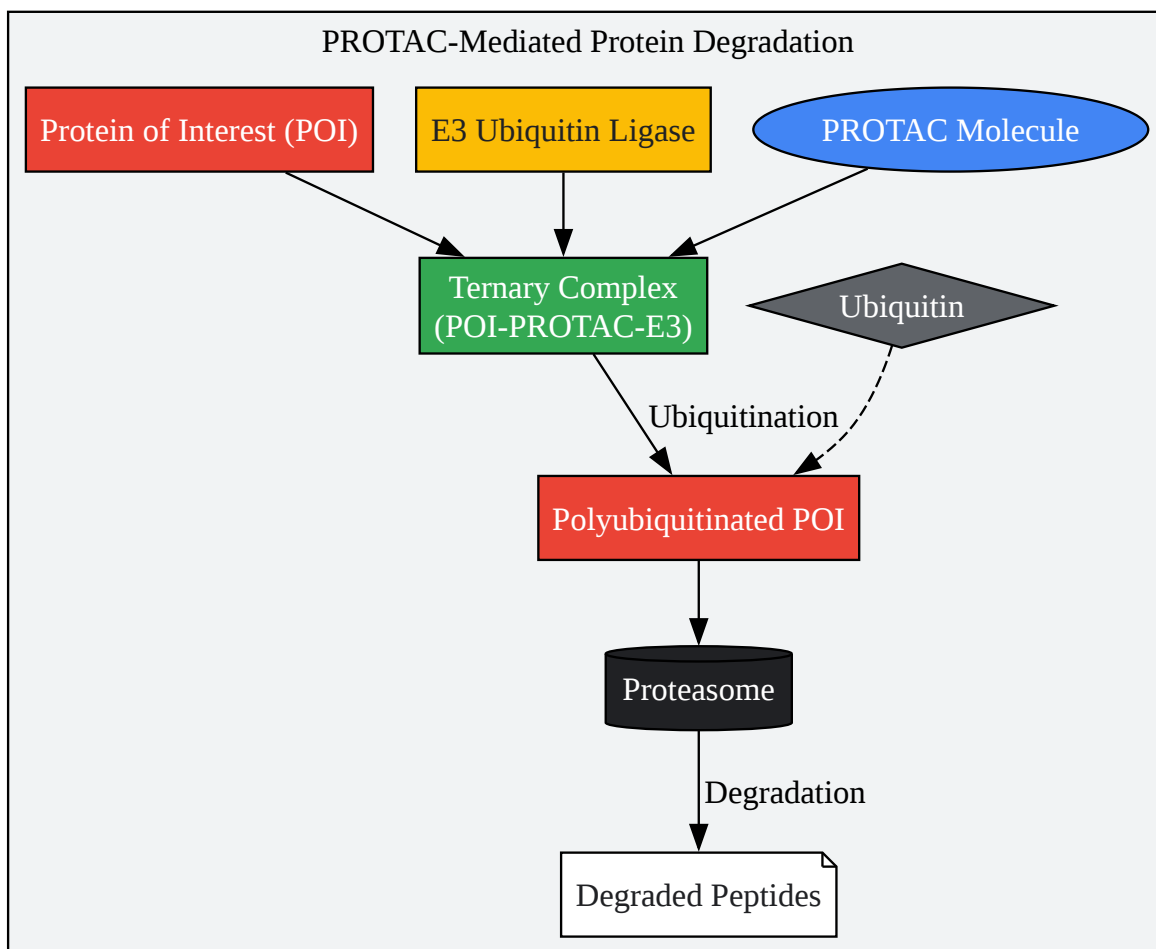 PROTAC-Mediated Protein Degradation
Protein of Interest (POI)
E3 Ubiquitin Ligase
PROTAC Molecule
Ternary Complex
(POI-PROTAC-E3)
Ubiquitin
Ubiquitination
Polyubiquitinated POI
Proteasome
Degradation
Degraded Peptides